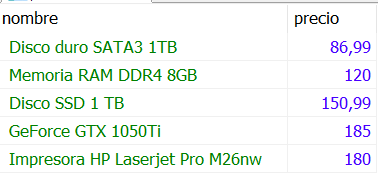 nombre precio
Disco duro SATA3 1TB 86,99
Memoria RAM DDR4 8GB 120
Disco SSD 1 TB 150,99
GeForce GTX 1050Ti 185
Impresora HP Laserjet Pro M26nw 180